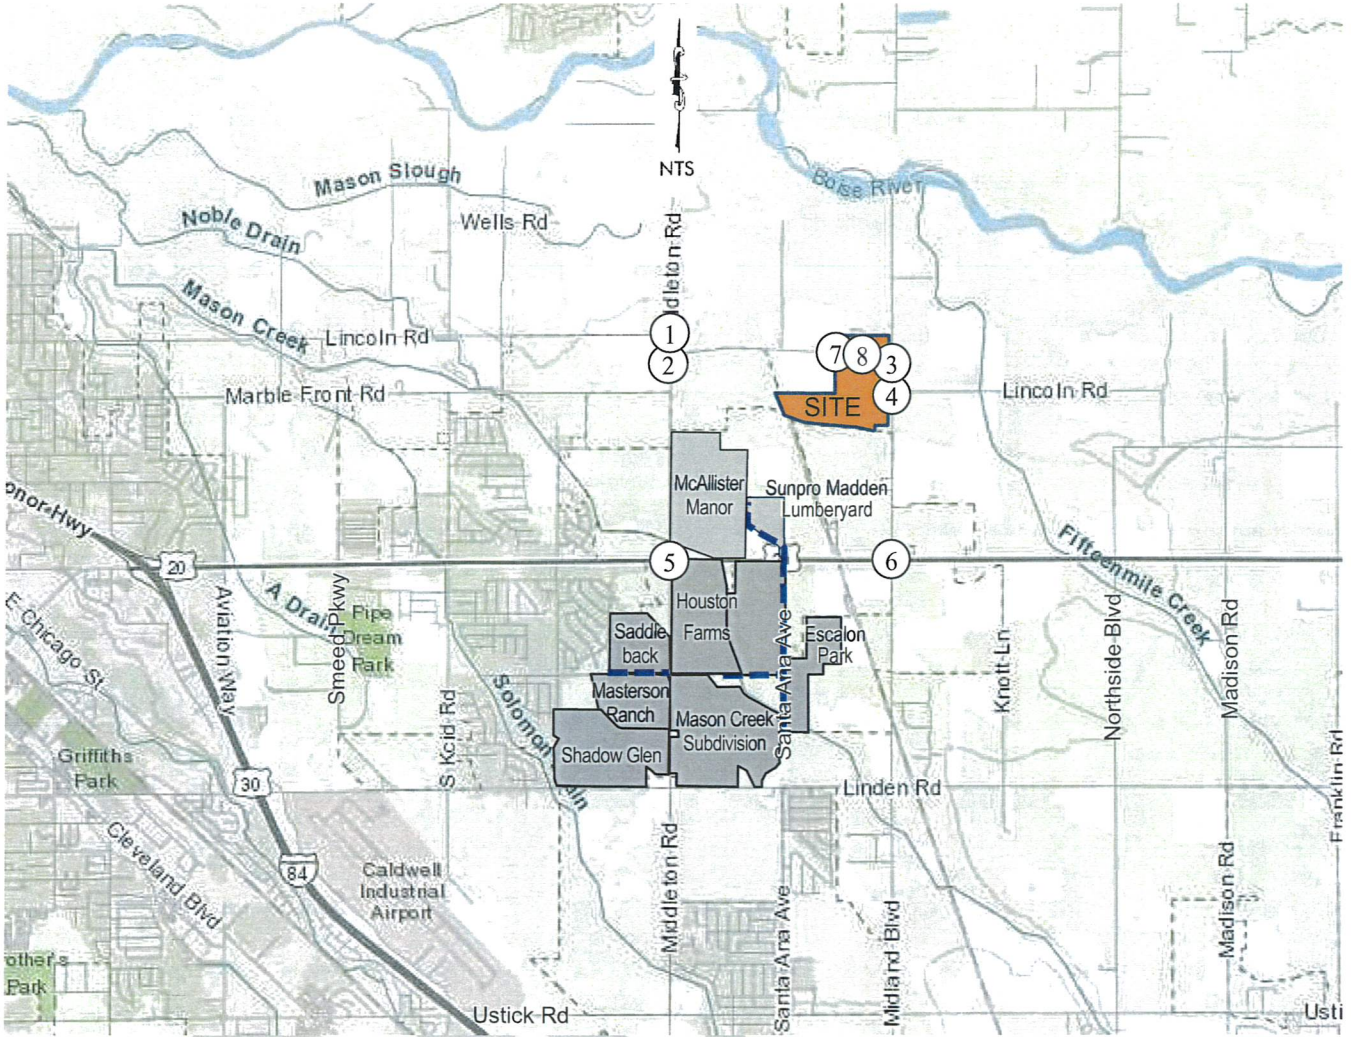 NTS
Mason Slough
Boise River
Noble Drain
Wells Rd
Mason Creek
Lincoln Rd
1
2
7
8
3
4
Marble Front Rd
SITE
Lincoln Rd
McAllister
Manor
Sunpro Madden
Lumberyard
20
5
6
Fifteenmile Creek
E Chicago St
Aviation Way
A Drain
Smeed Pkwy
Pipe
Dream
Park
Houston
Farms
Saddle
back
Santa Ana Ave
Escalon
Park
Knott Ln
Northside Blvd
Madison Rd
S Kcid Rd
Solomon
Masterson
Ranch
Mason Creek
Subdivision
Shadow Glen
Griffiths
Park
30
Linden Rd
Franklin Rd
Cleveland Blvd
84
Caldwell
Industrial
Airport
Middleton Rd
Santa Ana Ave
Midland Blvd
Madison Rd
Park
Ustick Rd